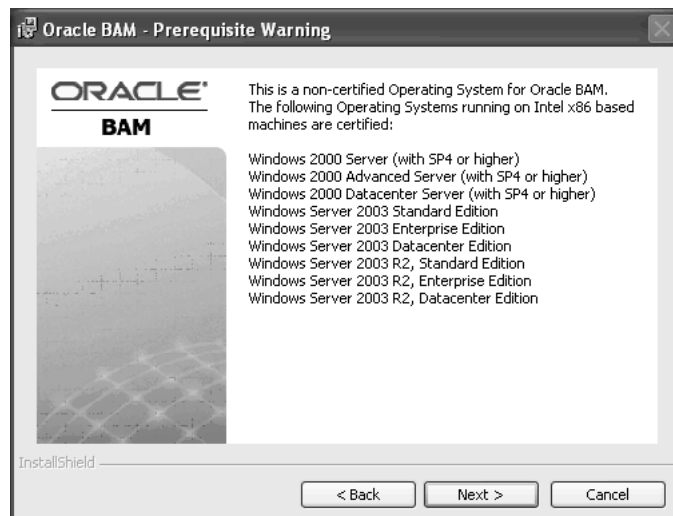 Oracle BAM - Prerequisite Warning
ORACLE
BAM
This is a non-certified Operating System for Oracle BAM.
The following Operating Systems running on Intel x86 based
machines are certified:
Windows 2000 Server (with SP4 or higher)
Windows 2000 Advanced Server (with SP4 or higher)
Windows 2000 Datacenter Server (with SP4 or higher)
Windows Server 2003 Standard Edition
Windows Server 2003 Enterprise Edition
Windows Server 2003 Datacenter Edition
Windows Server 2003 R2, Standard Edition
Windows Server 2003 R2, Enterprise Edition
Windows Server 2003 R2, Datacenter Edition
InstallShield
< Back
Next >
Cancel